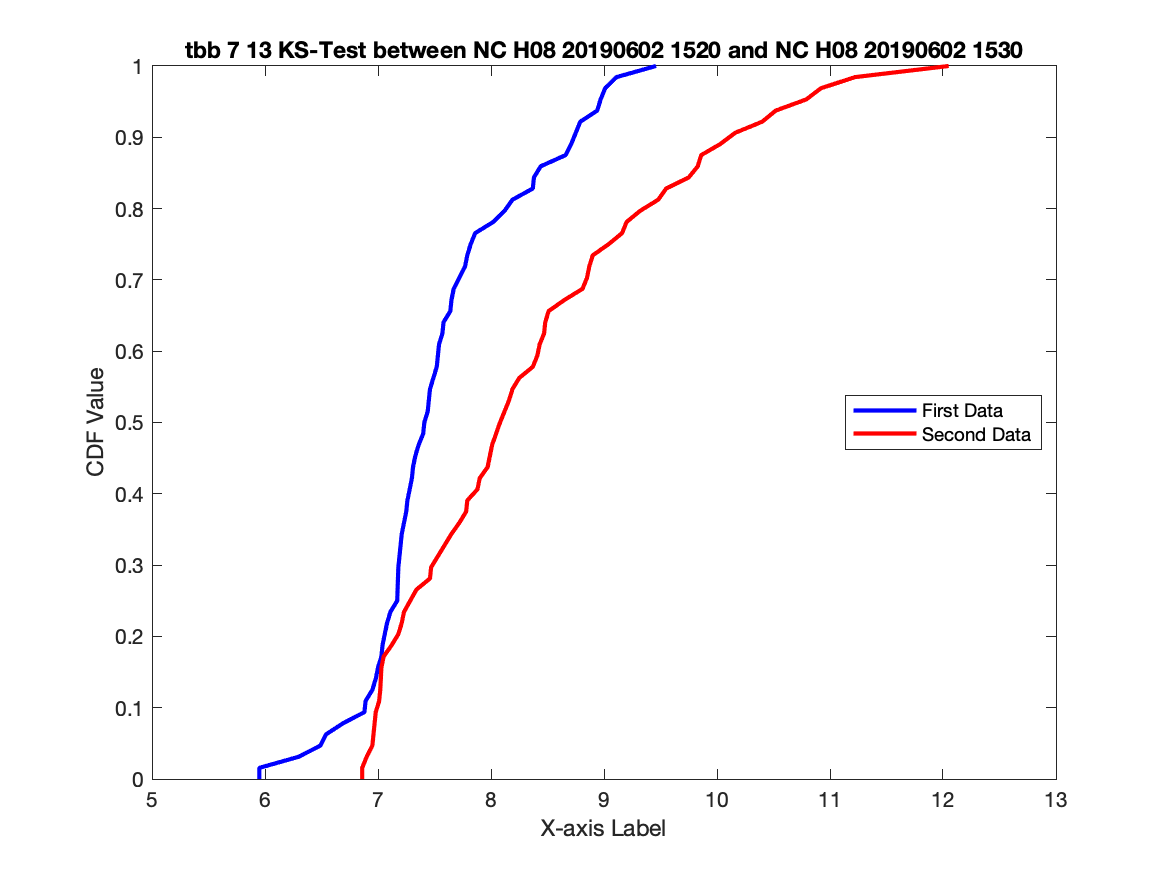 tbb 7 13 KS-Test between NC H08 20190602 1520 and NC H08 20190602 1530
1
0.9
0.8
0.7
0.6
0.5
0.4
0.3
0.2
0.1
0
CDF Value
First Data
Second Data
5 6 7 8 9 10 11 12 13
X-axis Label